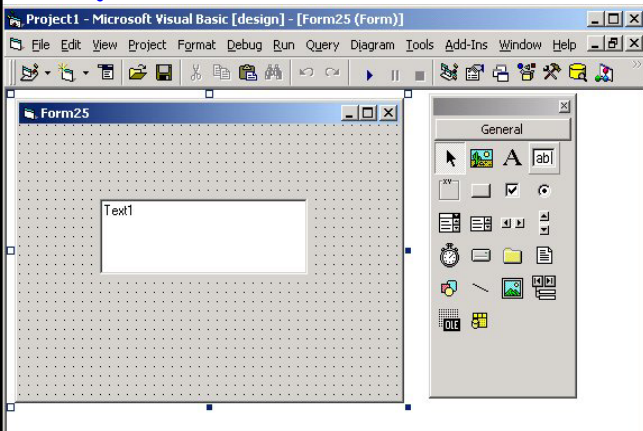 Project1 - Microsoft Visual Basic [design] - [Form25 (Form)]
File Edit View Project Format Debug Run Query Diagram Tools Add-Ins Window Help
Form25
General
A ab
XY
Text1
OLE